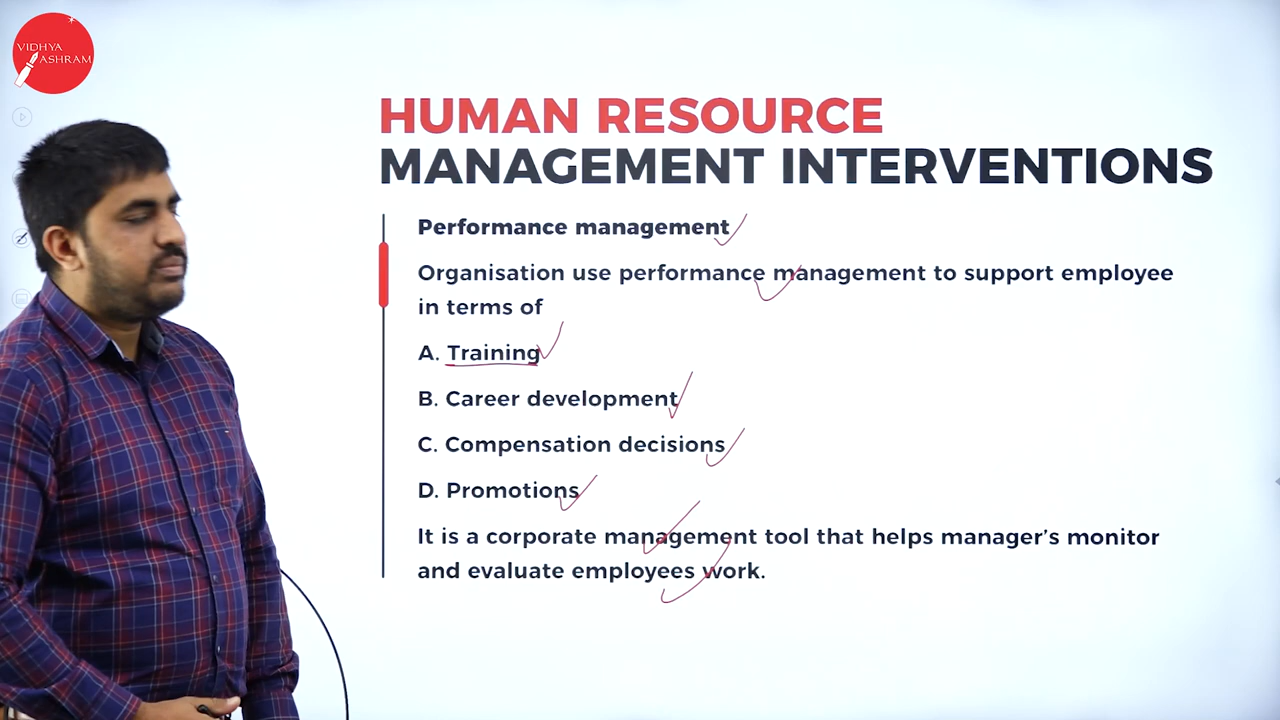 VIDHYA
ASHRAM
HUMAN RESOURCE
MANAGEMENT INTERVENTIONS
Performance management
Organisation use performance management to support employee
in terms of
A. Training
B. Career development
C. Compensation decisions
D. Promotions
It is a corporate management tool that helps manager's monitor
and evaluate employees work.